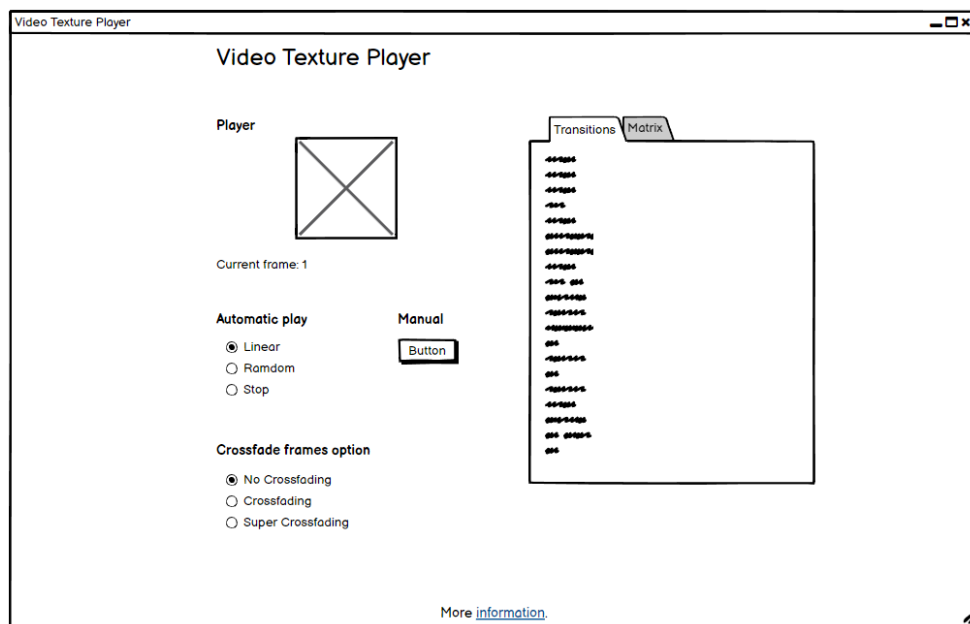 Video Texture Player
Video Texture Player
Player
Current frame: 1
Automatic play
Linear
Ramdom
Stop
Manual
Button
Crossfade frames option
No Crossfading
Crossfading
Super Crossfading
Transitions
Matrix
More information.